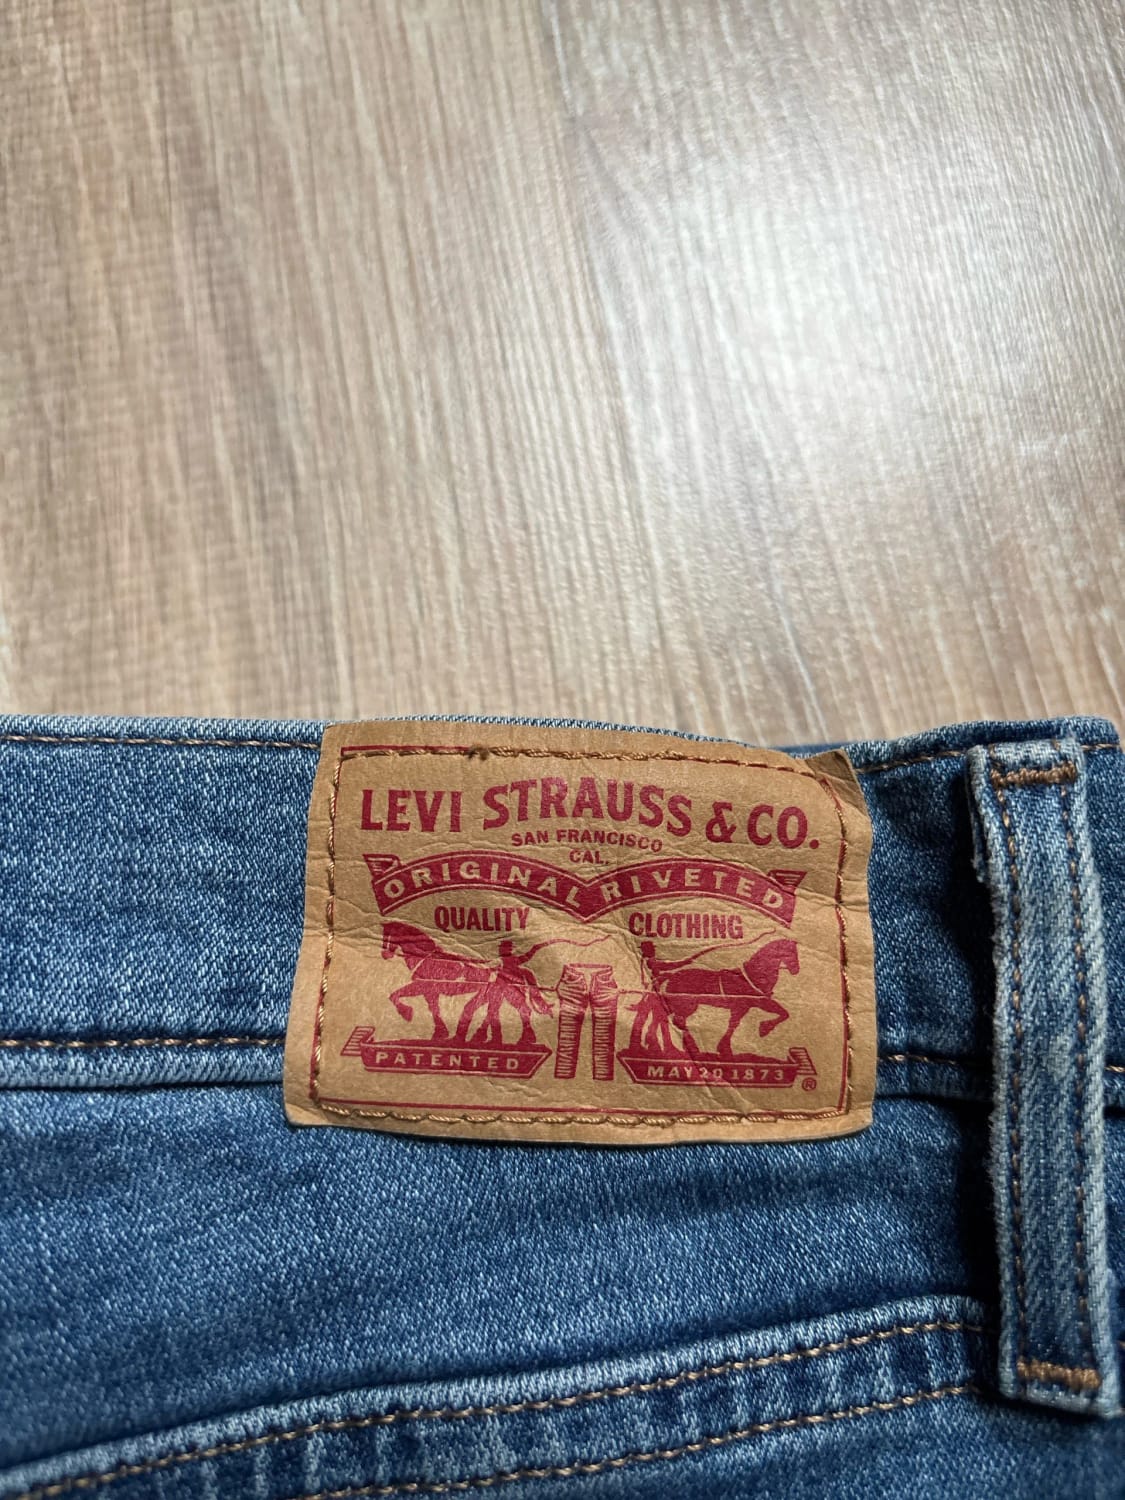 LEVI STRAUSS & CO.
SAN FRANCISCO
CAL.
ORIGINAL RIVETED
QUALITY CLOTHING
PATENTED MAY 20 1873 ®